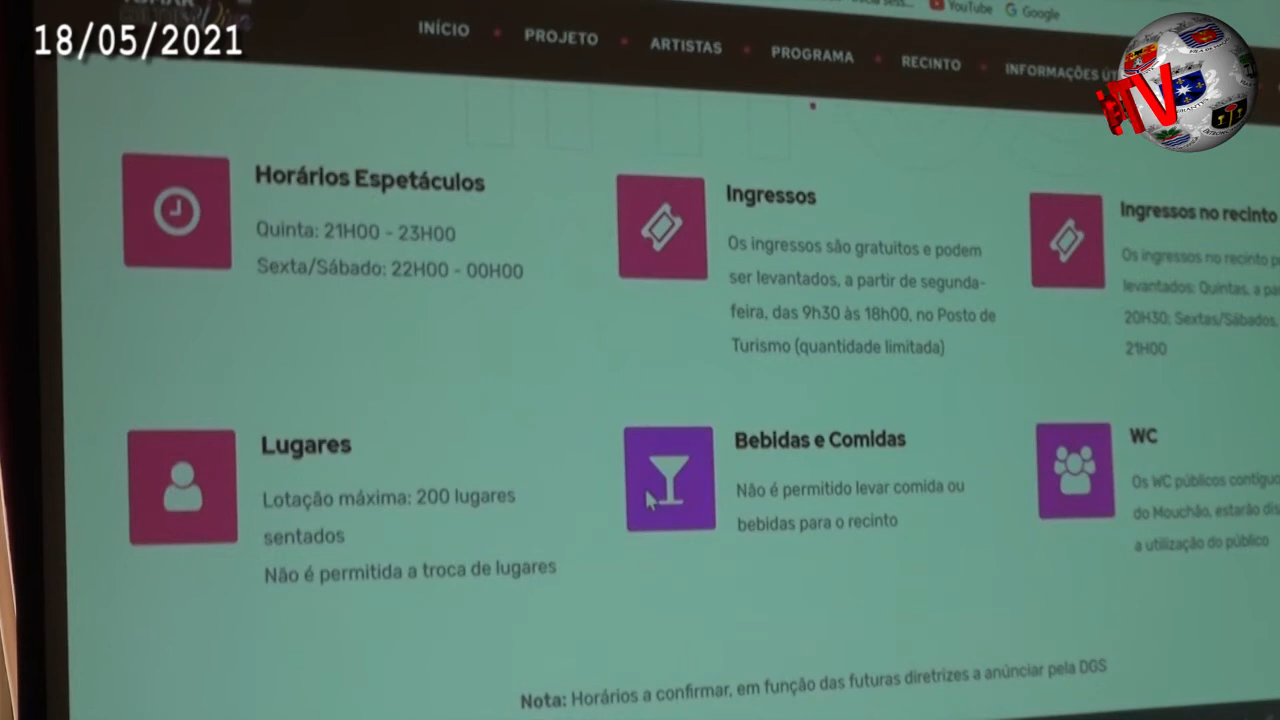 18/05/2021
YouTube
Google
INÍCIO
PROJETO
ARTISTAS
PROGRAMA
RECINTO
INFORMAÇÕES
TV
Horários Espetáculos
Quinta: 21H00 - 23H00
Sexta/Sábado: 22H00 - 00H00
Ingressos
Os ingressos são gratuitos e podem
ser levantados, a partir de segunda-
feira, das 9h30 às 18h00, no Posto de
Turismo (quantidade limitada)
Ingressos no recinto
Os ingressos no recinto
levantados: Quintas, a
20H30; Sextas/Sábados,
21H00
Lugares
Lotação máxima: 200 lugares
sentados
Não é permitida a troca de lugares
Bebidas e Comidas
Não é permitido levar comida ou
bebidas para o recinto
WC
Os WC públicos
do Mouchão, estarão
a utilização do público
Nota: Horários a confirmar, em função das futuras diretrizes a anúnciar pela DGS